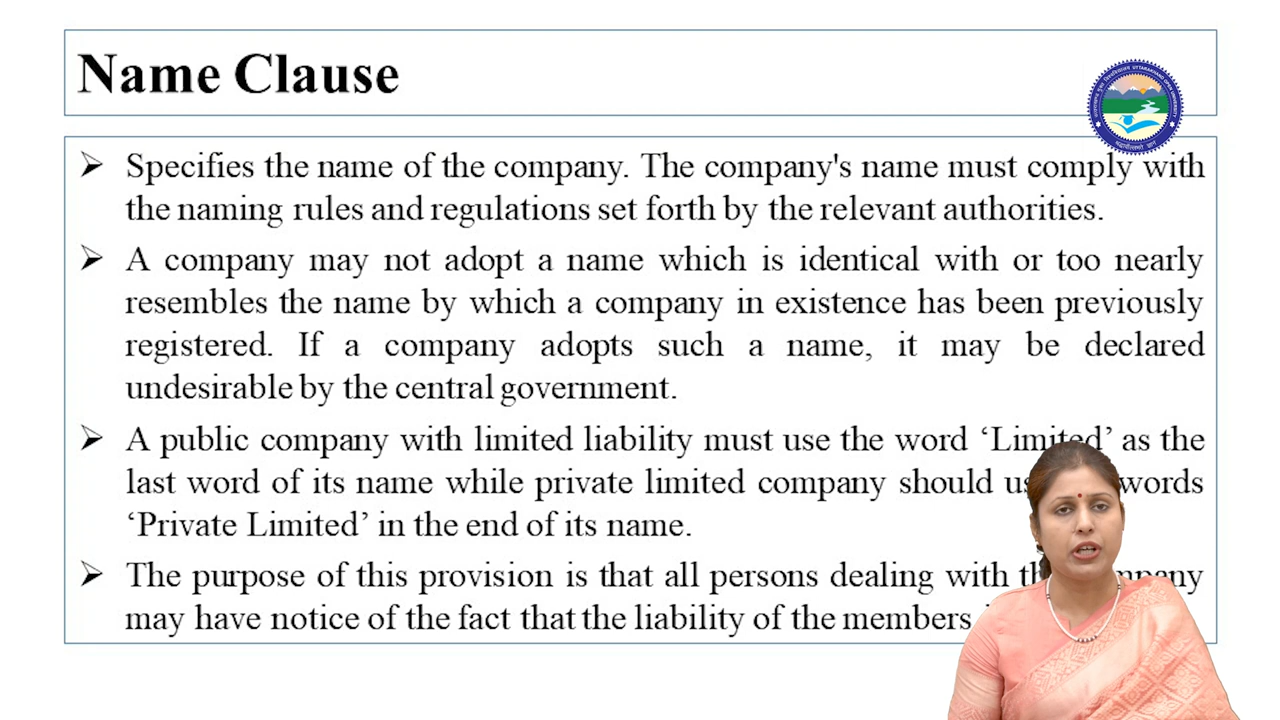 Name Clause
UTTARAKHAND OPEN UNIVERSITY
➢ Specifies the name of the company. The company's name must comply with
the naming rules and regulations set forth by the relevant authorities.
➢ A company may not adopt a name which is identical with or too nearly
resembles the name by which a company in existence has been previously
registered. If a company adopts such a name, it may be declared
undesirable by the central government.
➢ A public company with limited liability must use the word ‘Limited’ as the
last word of its name while private limited company should words
‘Private Limited’ in the end of its name.
➢ The purpose of this provision is that all persons dealing with
may have notice of the fact that the liability of the members